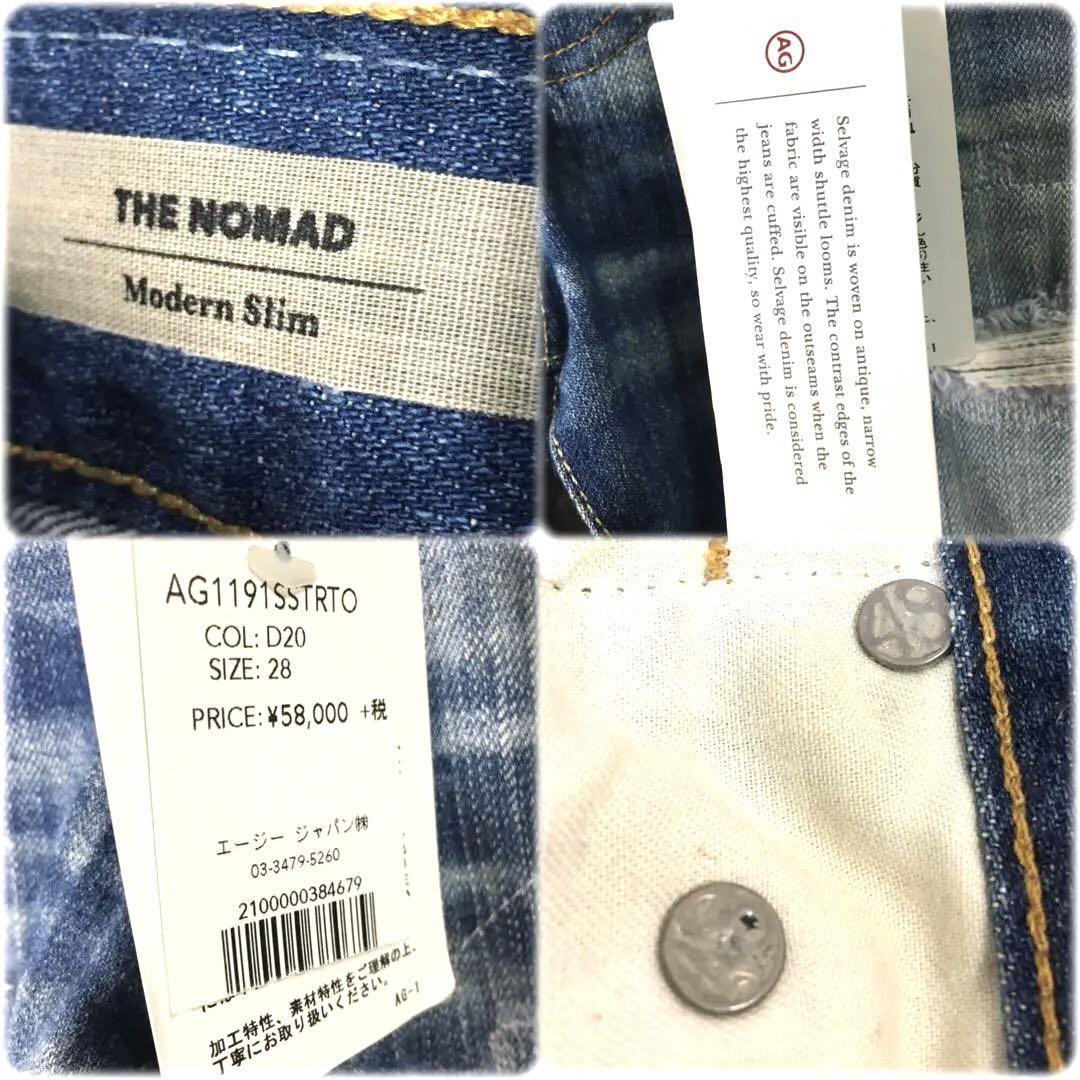 THE NOMAD
Modern Slim
AG
Selvage denim is woven on antique, narrow
width shuttle looms. The contrast edges of the
fabric are visible on the outseams when the
jeans are cuffed. Selvage denim is considered
the highest quality, so wear with pride.
AG1191SSTRTO
COL: D20
SIZE: 28
PRICE: ¥58,000 +税
エージー ジャパン㈱
03-3479-5260
2100000384679
加工特性、素材特性をご理解の上、
丁寧にお取り扱いください。
AG-1